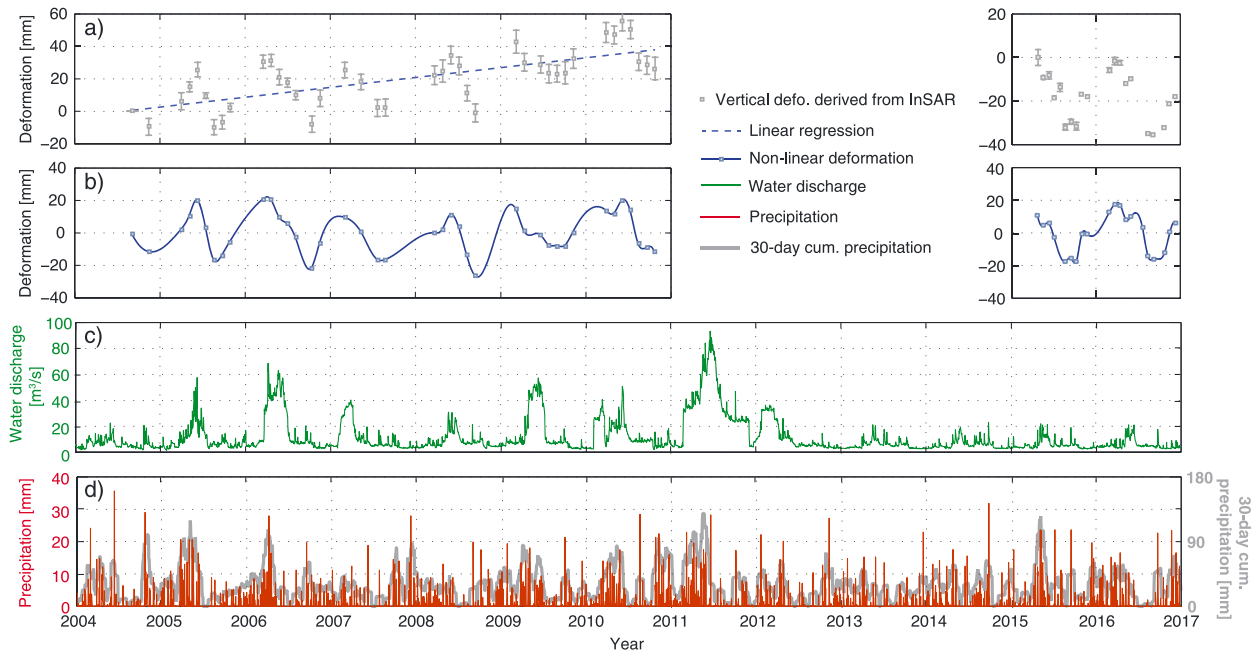 a)
Deformation [mm]
60
40
20
0
−20
20
0
−20
−40
Vertical defo. derived from InSAR
Linear regression
Non-linear deformation
Water discharge
Precipitation
30-day cum. precipitation
b)
Deformation [mm]
40
20
0
−20
−40
40
20
0
−20
−40
c)
Water discharge
[m³/s]
100
80
60
40
20
0
d)
Precipitation [mm]
40
30
20
10
0
180
90
0
30-day cum.
precipitation [mm]
2004 2005 2006 2007 2008 2009 2010 2011 2012 2013 2014 2015 2016 2017
Year